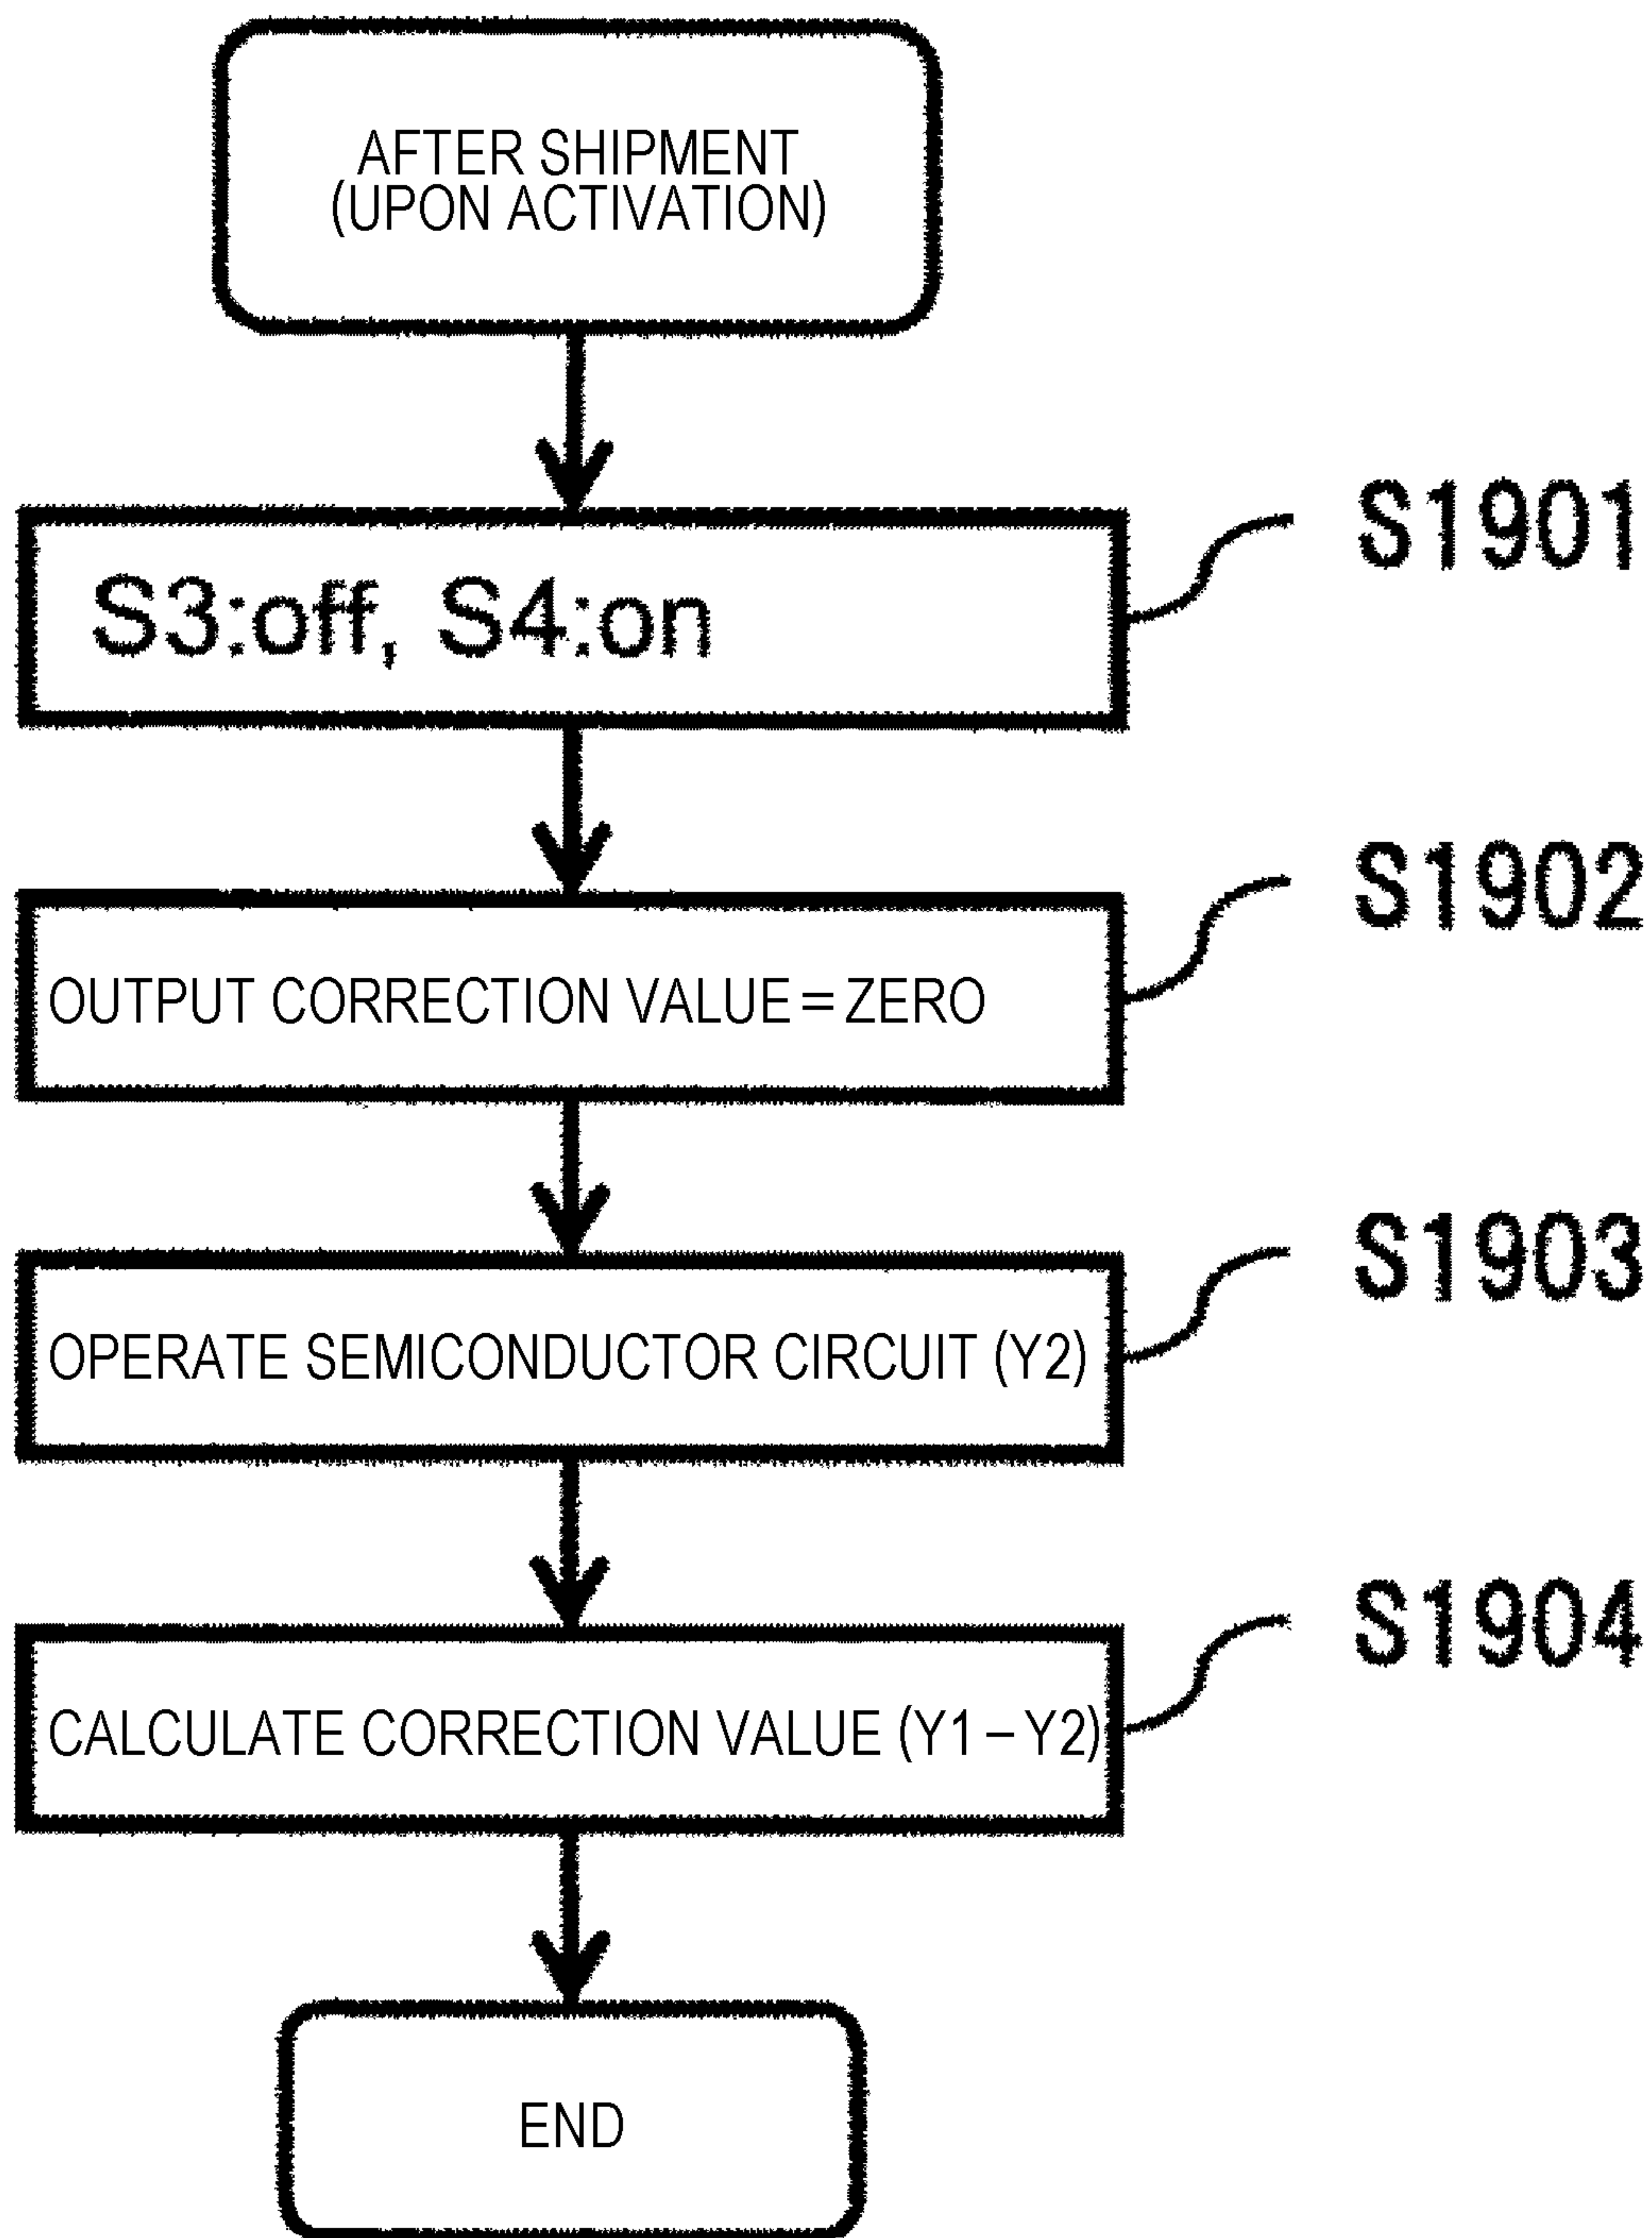 AFTER SHIPMENT
(UPON ACTIVATION)
S1901
S3:off, S4:on
S1902
OUTPUT CORRECTION VALUE = ZERO
S1903
OPERATE SEMICONDUCTOR CIRCUIT (Y2)
S1904
CALCULATE CORRECTION VALUE (Y1 – Y2)
END